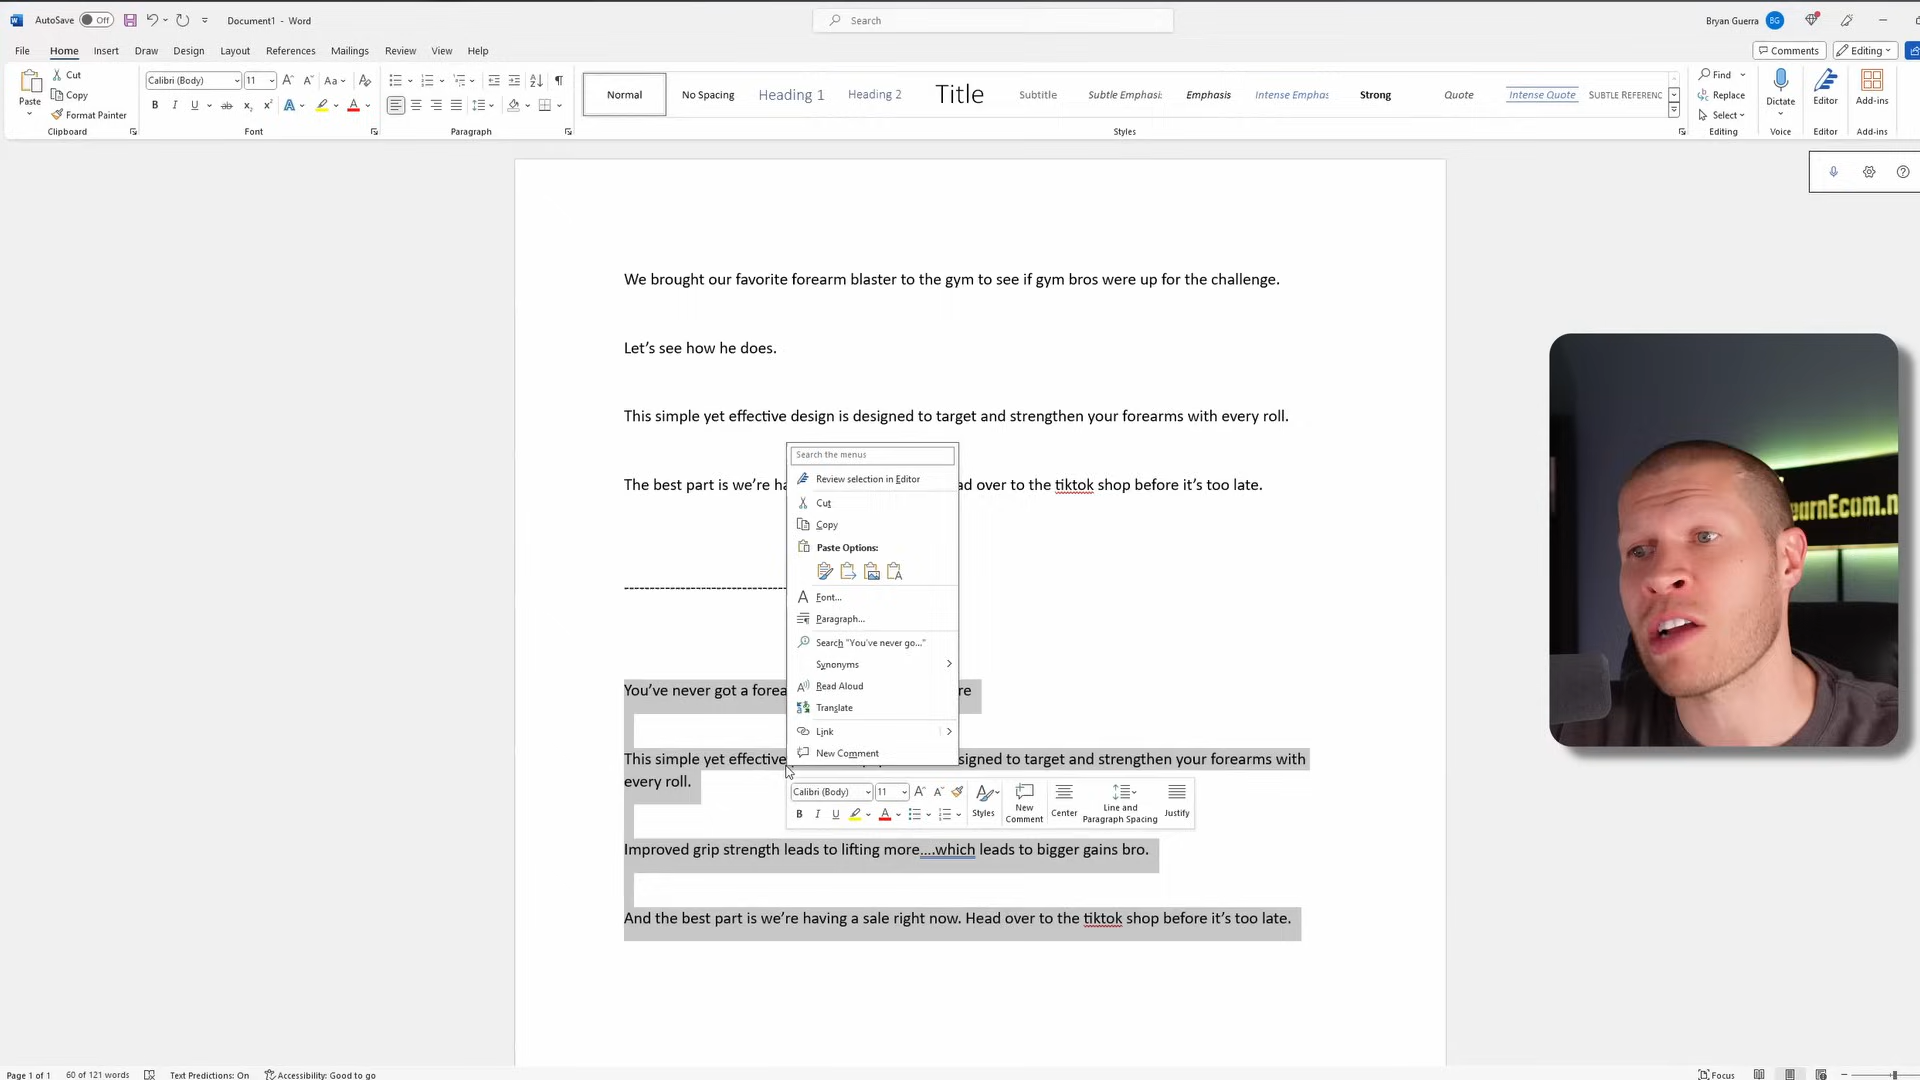 AutoSave Off Document1 - Word Search Bryan Guerra BG
File Home Insert Draw Design Layout References Mailings Review View Help Comments Editing
Paste Cut Copy Format Painter Clipboard
Calibri (Body) 11 Aa B I U ab x₂ x² A A Font
Paragraph
Normal No Spacing Heading 1 Heading 2 Title Subtitle Subtle Emphasi: Emphasis Intense Emphas Strong Quote Intense Quote SUBTLE REFERENC
Styles
Find Replace Select Editing
Dictate Voice
Editor Editor
Add-ins Add-ins
We brought our favorite forearm blaster to the gym to see if gym bros were up for the challenge.
Let's see how he does.
This simple yet effective design is designed to target and strengthen your forearms with every roll.
The best part is we're ha ad over to the tiktok shop before it's too late.
You've never got a forea re
This simple yet effective signed to target and strengthen your forearms with
every roll.
Improved grip strength leads to lifting more....which leads to bigger gains bro.
And the best part is we're having a sale right now. Head over to the tiktok shop before it's too late.
Search the menus
Review selection in Editor
Cut
Copy
Paste Options:
Font...
Paragraph...
Search "You've never go..."
Synonyms
Read Aloud
Translate
Link
New Comment
Calibri (Body) 11 A A
B I U A
Styles
New Comment
Center
Line and Paragraph Spacing
Justify
arnEcom.n
Page 1 of 1 60 of 121 words Text Predictions: On Accessibility: Good to go Focus